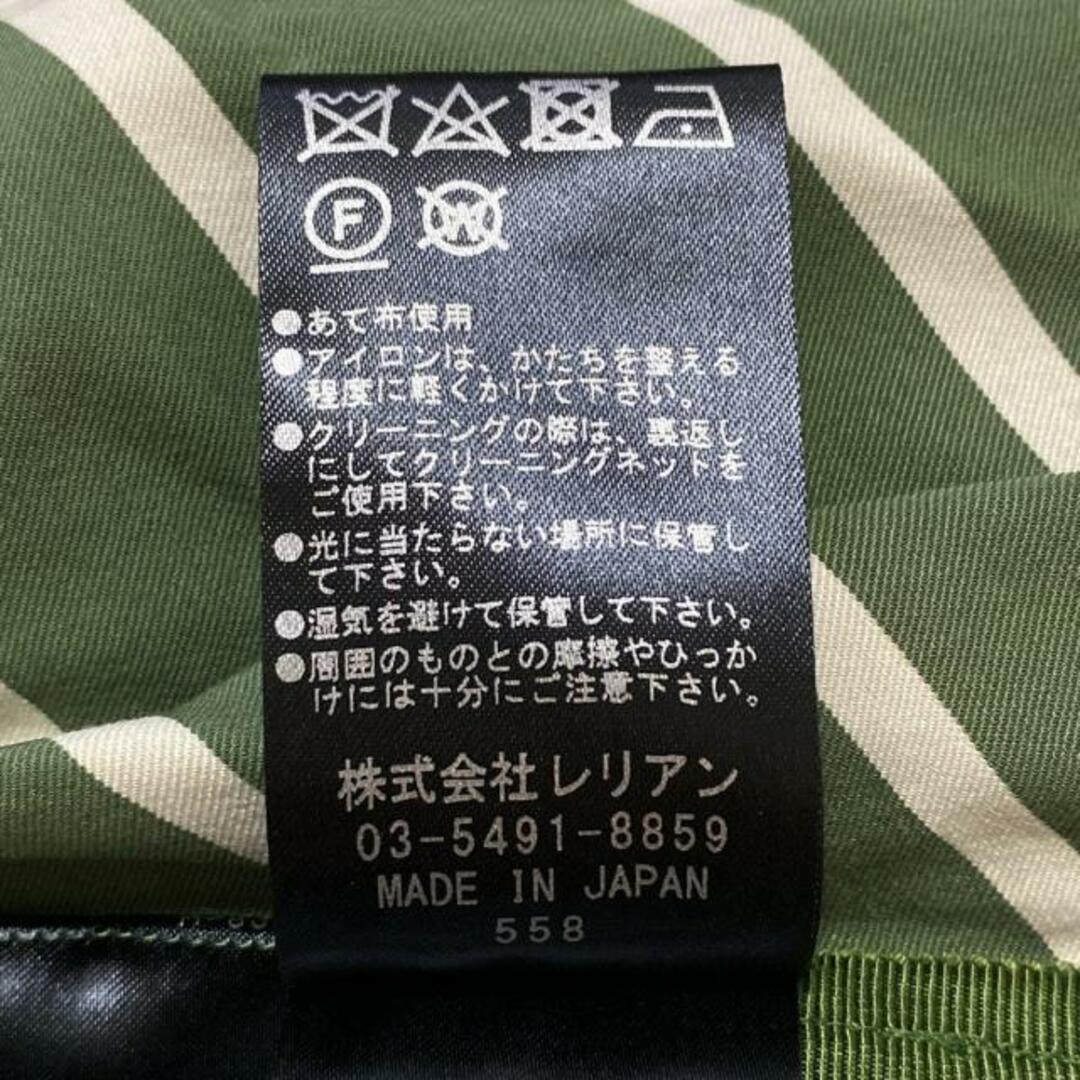 F W
●あて布使用
●アイロンは、かたちを整える
程度に軽くかけて下さい。
●クリーニングの際は、裏返し
にしてクリーニングネットを
ご使用下さい。
●光に当たらない場所に保管し
て下さい。
●湿気を避けて保管して下さい。
●周囲のものとの摩擦やひっか
けには十分にご注意下さい。
株式会社レリアン
03-5491-8859
MADE IN JAPAN
558